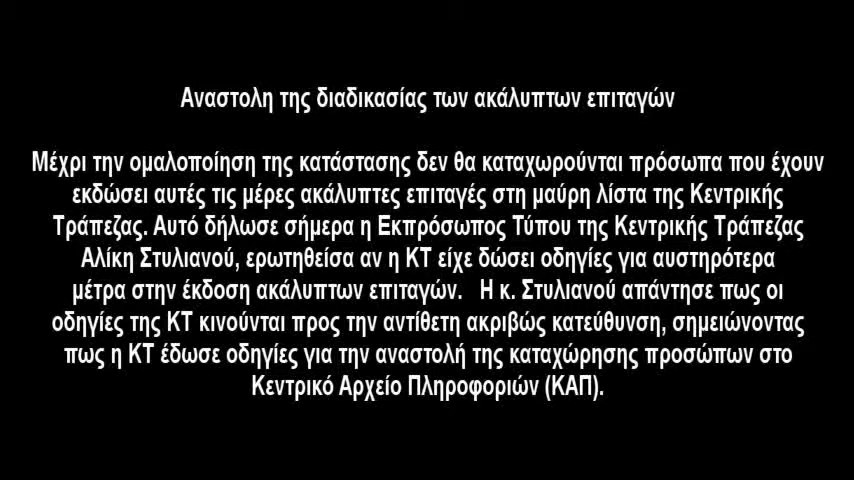 Αναστολη της διαδικασίας των ακάλυπτων επιταγών
Μέχρι την ομαλοποίηση της κατάστασης δεν θα καταχωρούνται πρόσωπα που έχουν
εκδώσει αυτές τις μέρες ακάλυπτες επιταγές στη μαύρη λίστα της Κεντρικής
Τράπεζας. Αυτό δήλωσε σήμερα η Εκπρόσωπος Τύπου της Κεντρικής Τράπεζας
Αλίκη Στυλιανού, ερωτηθείσα αν η ΚΤ είχε δώσει οδηγίες για αυστηρότερα
μέτρα στην έκδοση ακάλυπτων επιταγών.   Η κ. Στυλιανού απάντησε πως οι
οδηγίες της ΚΤ κινούνται προς την αντίθετη ακριβώς κατεύθυνση, σημειώνοντας
πως η ΚΤ έδωσε οδηγίες για την αναστολή της καταχώρησης προσώπων στο
Κεντρικό Αρχείο Πληροφοριών (ΚΑΠ).